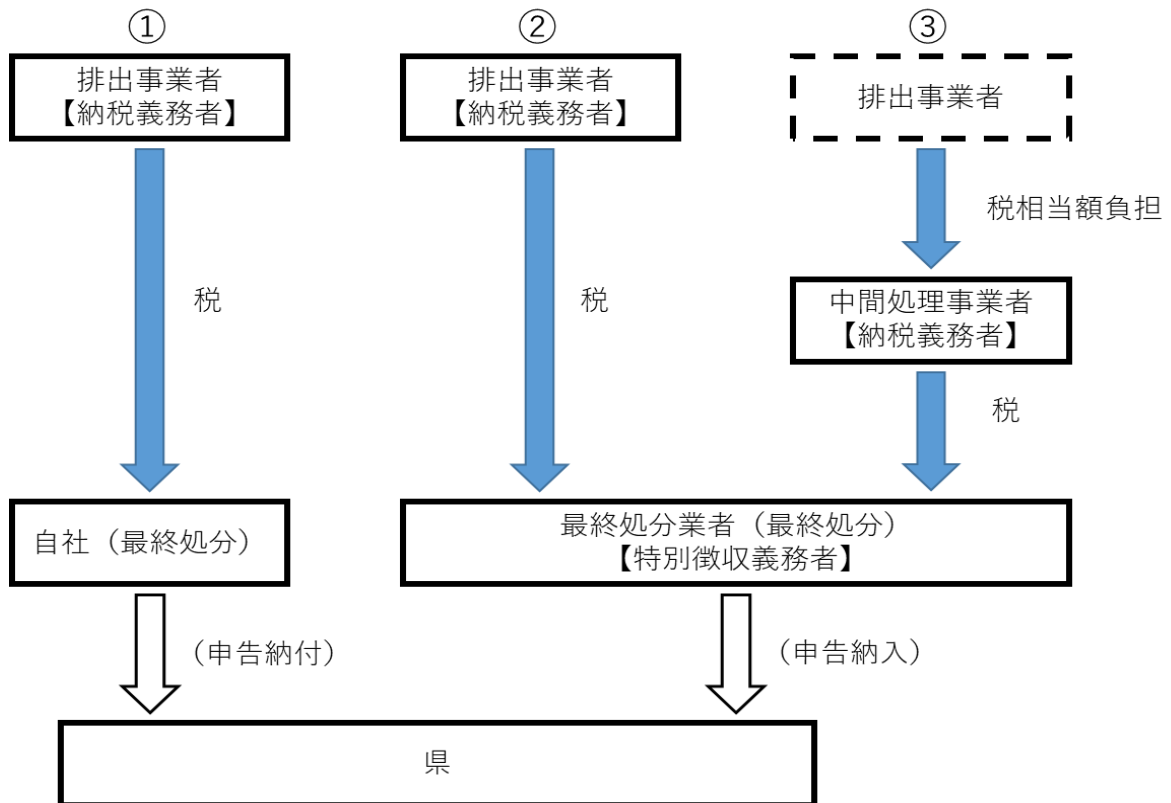 ①
②
③
排出事業者
【納税義務者】
排出事業者
【納税義務者】
排出事業者
税相当額負担
税
税
中間処理事業者
【納税義務者】
税
自社（最終処分）
最終処分業者（最終処分）
【特別徴収義務者】
（申告納付）
（申告納入）
県